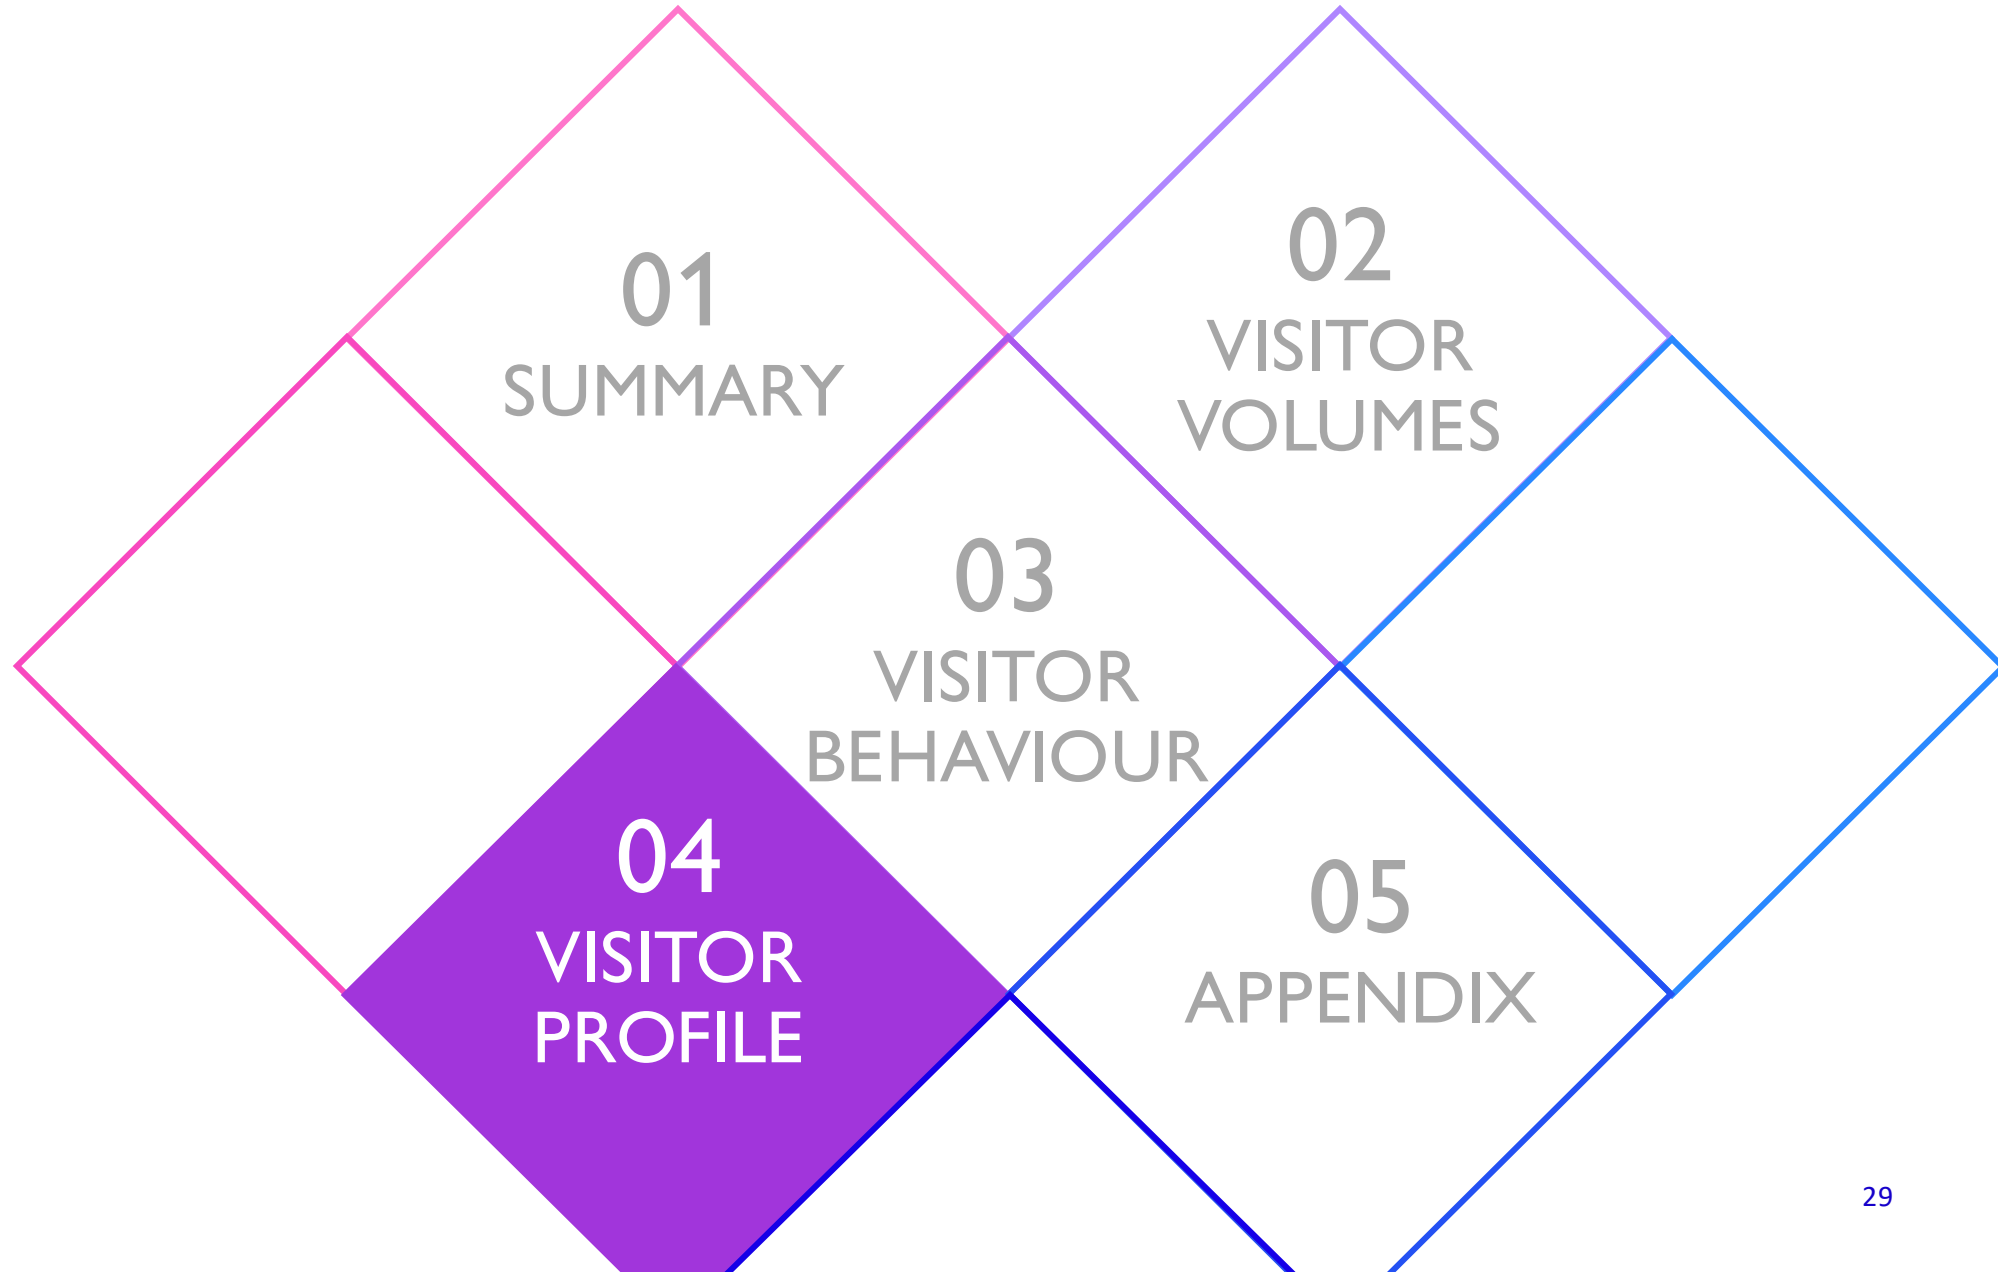 01
SUMMARY
02
VISITOR
VOLUMES
03
VISITOR
BEHAVIOUR
04
VISITOR
PROFILE
05
APPENDIX
29